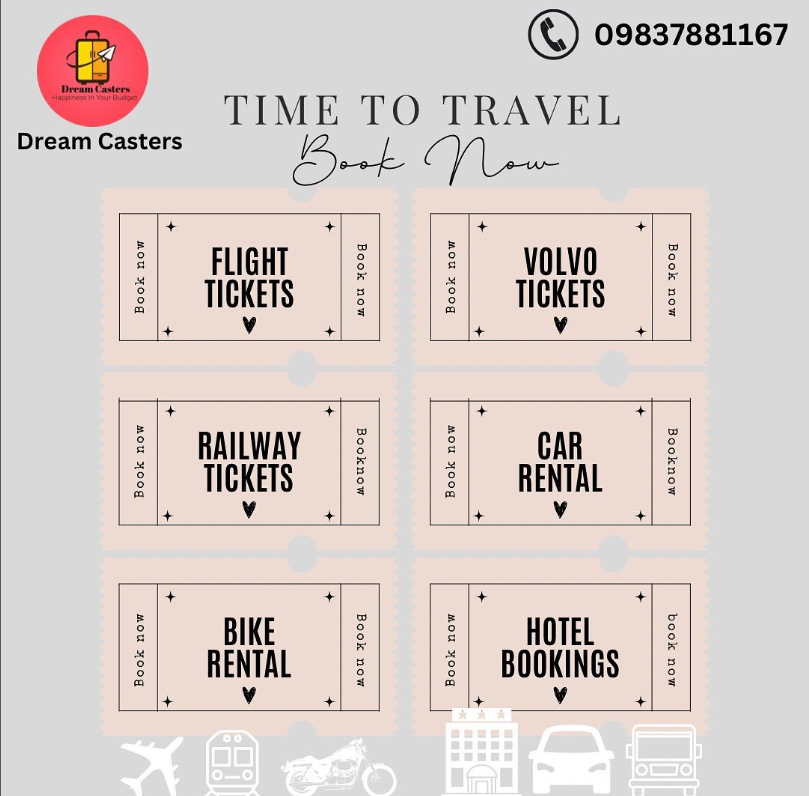 09837881167
Dream Casters
Happiness In Your Budget
Dream Casters
TIME TO TRAVEL
Book Now
Book now
FLIGHT
TICKETS
Book now
Book now
VOLVO
TICKETS
Book now
Book now
RAILWAY
TICKETS
Booknow
Book now
CAR
RENTAL
Booknow
Book now
BIKE
RENTAL
Book now
Book now
HOTEL
BOOKINGS
book now